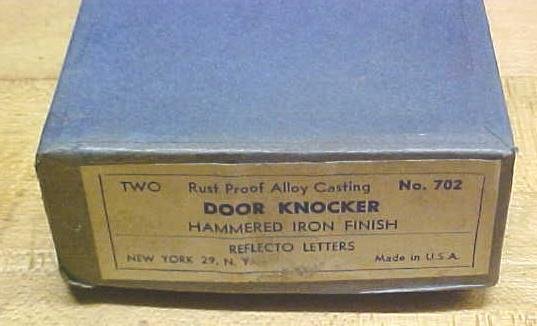 TWO Rust Proof Alloy Casting No. 702
DOOR KNOCKER
HAMMERED IRON FINISH
REFLECTO LETTERS
NEW YORK 29, N. Y. Made in U.S.A.